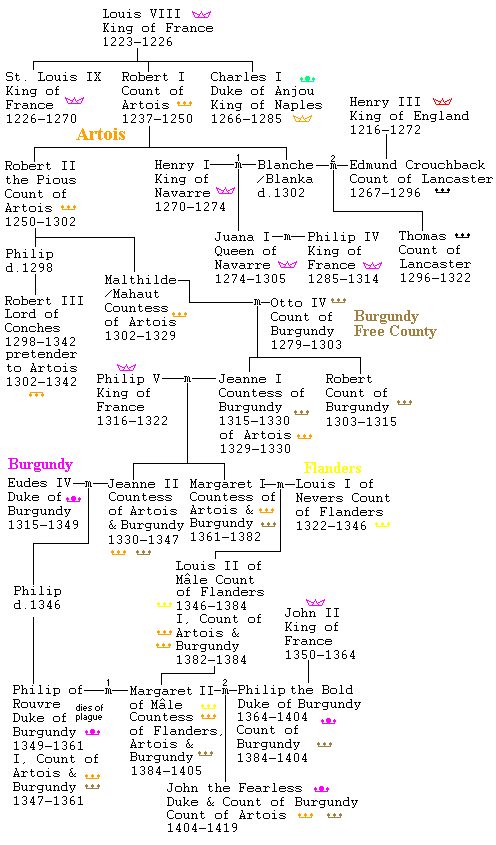 Louis VIII
King of France
1223–1226
St. Louis IX
King of
France
1226–1270
Robert I
Count of
Artois
1237–1250
Charles I
Duke of Anjou
King of Naples
1266–1285
Henry III
King of England
1216–1272
Artois
Robert II
the Pious
Count of
Artois
1250–1302
Henry I
King of
Navarre
1270–1274
m
1
Blanche
/Blanka
d.1302
m
2
Edmund Crouchback
Count of Lancaster
1267–1296
Juana I
Queen of
Navarre
1274–1305
m
Philip IV
King of
France
1285–1314
Thomas
Count of
Lancaster
1296–1322
Philip
d.1298
Malthilde
/Mahaut
Countess
of Artois
1302–1329
m
Otto IV
Count of
Burgundy
1279–1303
Burgundy
Free County
Robert III
Lord of
Conches
1298–1342
pretender
to Artois
1302–1342
Philip V
King of
France
1316–1322
m
Jeanne I
Countess of
Burgundy
1315–1330
of Artois
1329–1330
Robert
Count of
Burgundy
1303–1315
Burgundy
Flanders
Eudes IV
Duke of
Burgundy
1315–1349
m
Jeanne II
Countess
of Artois
& Burgundy
1330–1347
Margaret I
Countess of
Artois &
Burgundy
1361–1382
m
Louis I of
Nevers Count
of Flanders
1322–1346
Louis II of
Mâle Count
of Flanders
1346–1384
I, Count of
Artois &
Burgundy
1382–1384
Philip
d.1346
John II
King of
France
1350–1364
Philip of
Rouvre
Duke of
Burgundy
1349–1361
I, Count of
Artois &
Burgundy
1347–1361
dies of
plague
1
m
Margaret II
of Mâle
Countess
of Flanders,
Artois &
Burgundy
1384–1405
2
m
Philip the Bold
Duke of Burgundy
1364–1404
Count of
Burgundy
1384–1404
John the Fearless
Duke & Count of Burgundy
Count of Artois
1404–1419